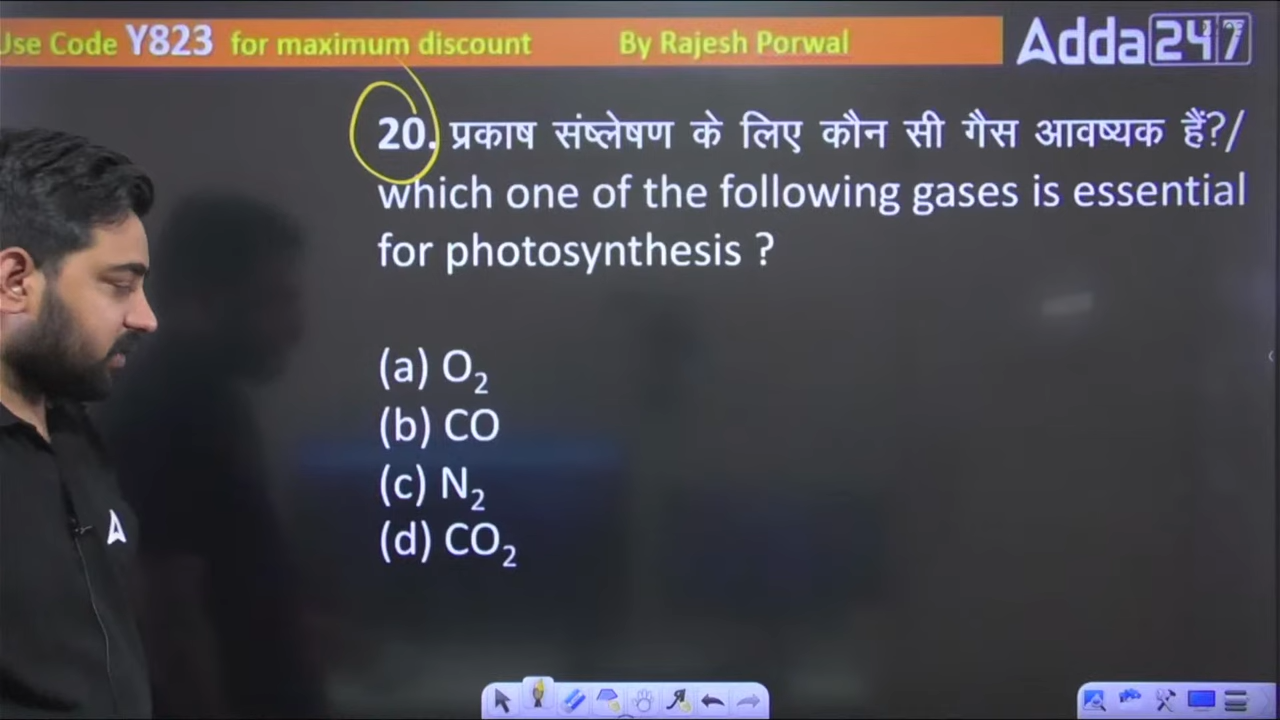 Use Code Y823 for maximum discount By Rajesh Porwal
Adda247
20. प्रकाष संष्लेषण के लिए कौन सी गैस आवष्यक हैं?/
which one of the following gases is essential
for photosynthesis ?
(a) O₂
(b) CO
(c) N₂
(d) CO₂